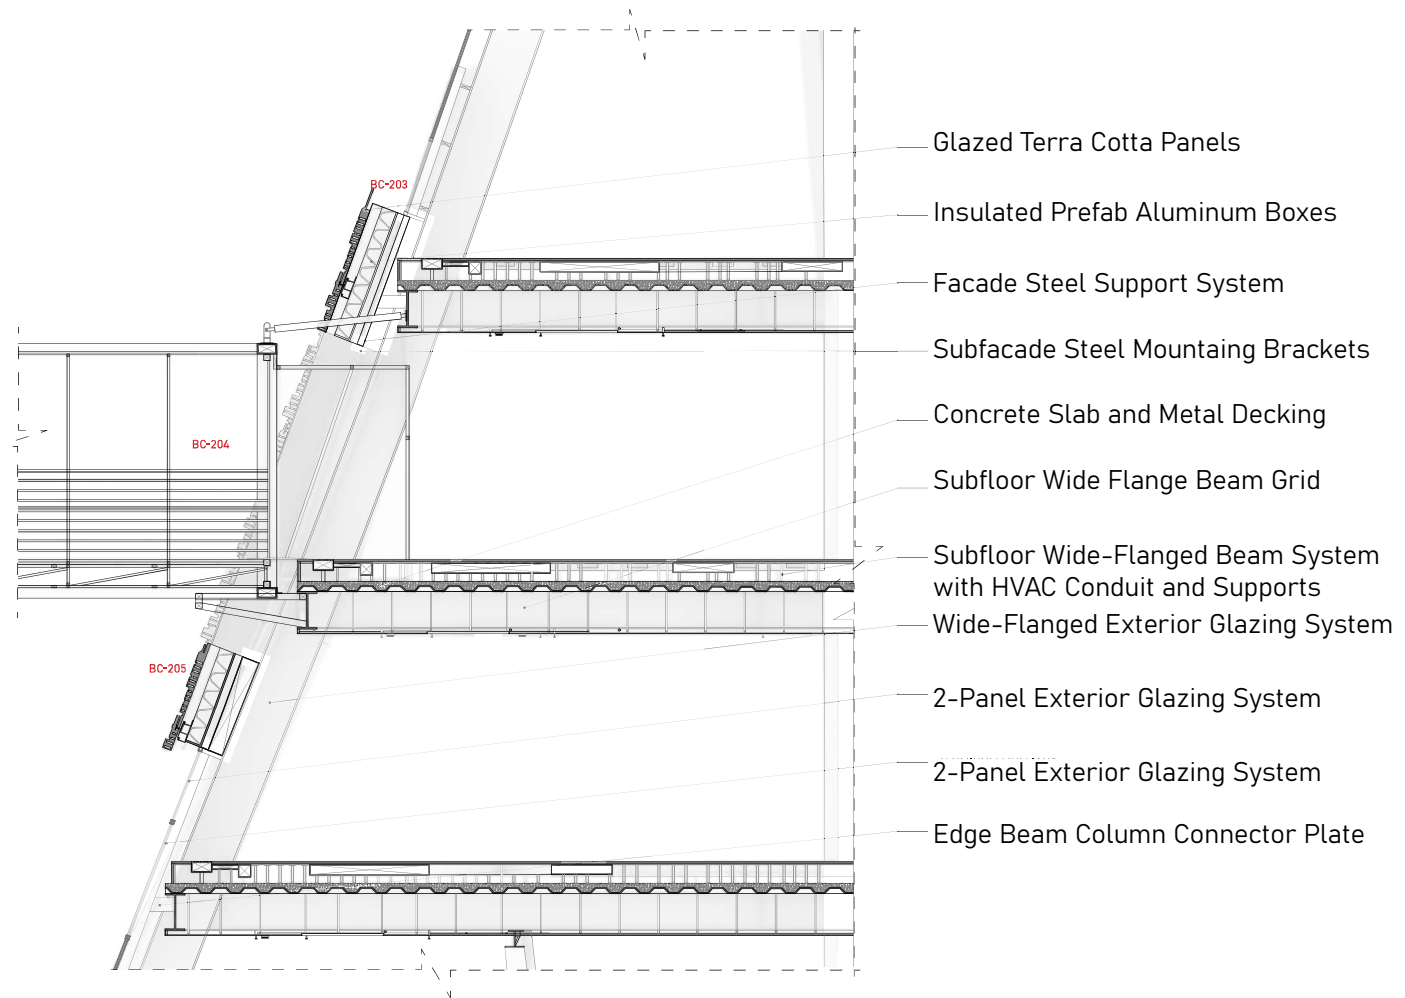 Glazed Terra Cotta Panels
BC-203
Insulated Prefab Aluminum Boxes
Facade Steel Support System
Subfacade Steel Mountaing Brackets
Concrete Slab and Metal Decking
BC-204
Subfloor Wide Flange Beam Grid
Subfloor Wide-Flanged Beam System
with HVAC Conduit and Supports
Wide-Flanged Exterior Glazing System
BC-205
2-Panel Exterior Glazing System
2-Panel Exterior Glazing System
Edge Beam Column Connector Plate